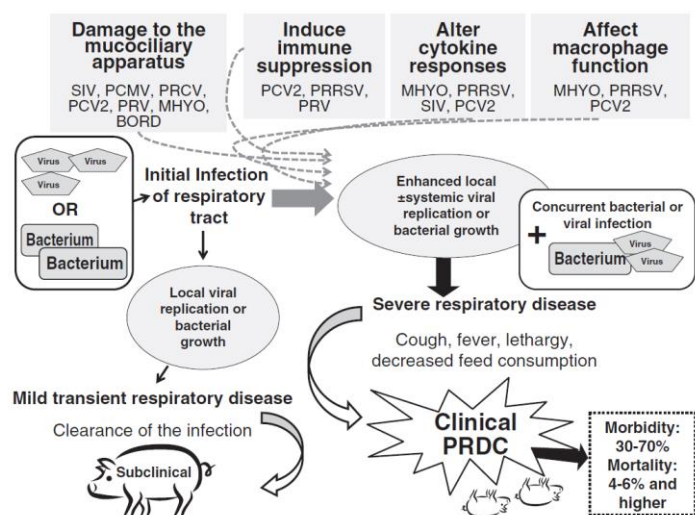 Damage to the
mucociliary
apparatus
SIV, PCMV, PRCV,
PCV2, PRV, MHYO,
BORD
Induce
immune
suppression
PCV2, PRRSV,
PRV
Alter
cytokine
responses
MHYO, PRRSV,
SIV, PCV2
Affect
macrophage
function
MHYO, PRRSV,
PCV2
Virus
Virus
Virus
OR
Bacterium
Bacterium
Initial Infection
of respiratory
tract
Enhanced local
±systemic viral
replication or
bacterial growth
+
Concurrent bacterial or
viral infection
Virus
Bacterium
Virus
Local viral
replication or
bacterial
growth
Severe respiratory disease
Cough, fever, lethargy,
decreased feed consumption
Mild transient respiratory disease
Clearance of the infection
Subclinical
Clinical
PRDC
Morbidity:
30-70%
Mortality:
4-6% and
higher